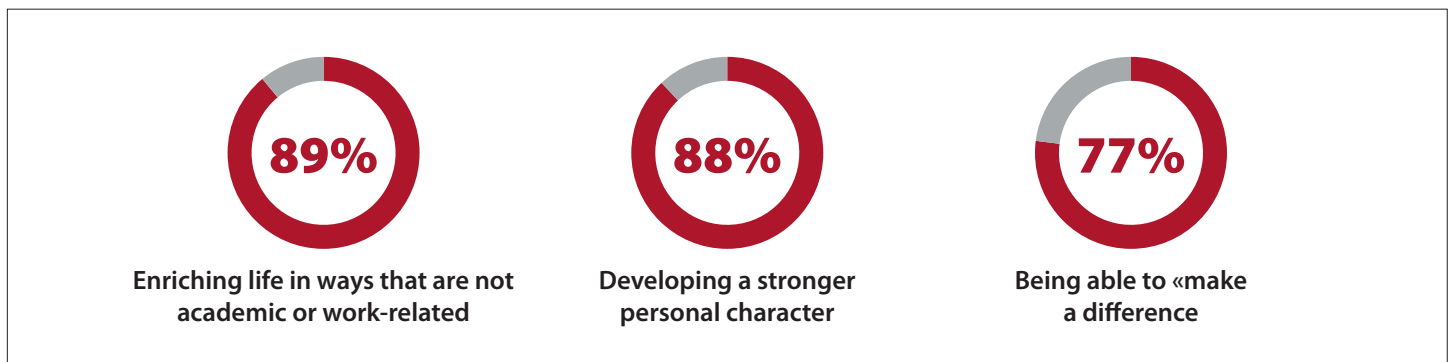 89%
88%
77%
Enriching life in ways that are not
academic or work-related
Developing a stronger
personal character
Being able to «make
a difference